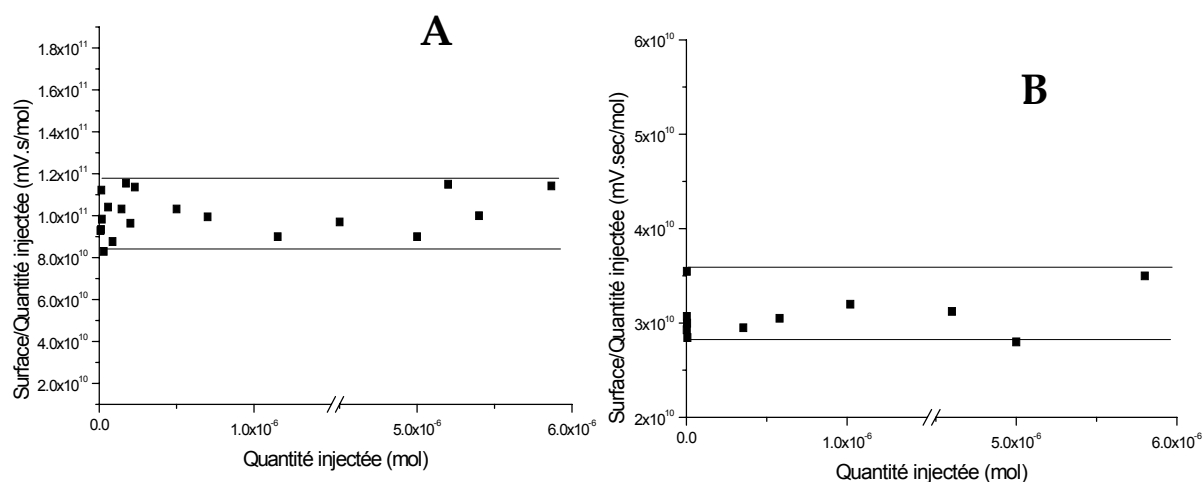 A
Surface/Quantité injectée (mV.s/mol)
1.8x10¹¹
1.6x10¹¹
1.4x10¹¹
1.2x10¹¹
1.0x10¹¹
8.0x10¹⁰
6.0x10¹⁰
4.0x10¹⁰
2.0x10¹⁰
0.0
1.0x10⁻⁶
5.0x10⁻⁶
6.0x10⁻⁶
Quantité injectée (mol)
B
Surface/Quantité injectée (mV.sec/mol)
6x10¹⁰
5x10¹⁰
4x10¹⁰
3x10¹⁰
2x10¹⁰
0.0
1.0x10⁻⁶
5.0x10⁻⁶
6.0x10⁻⁶
Quantité injectée (mol)